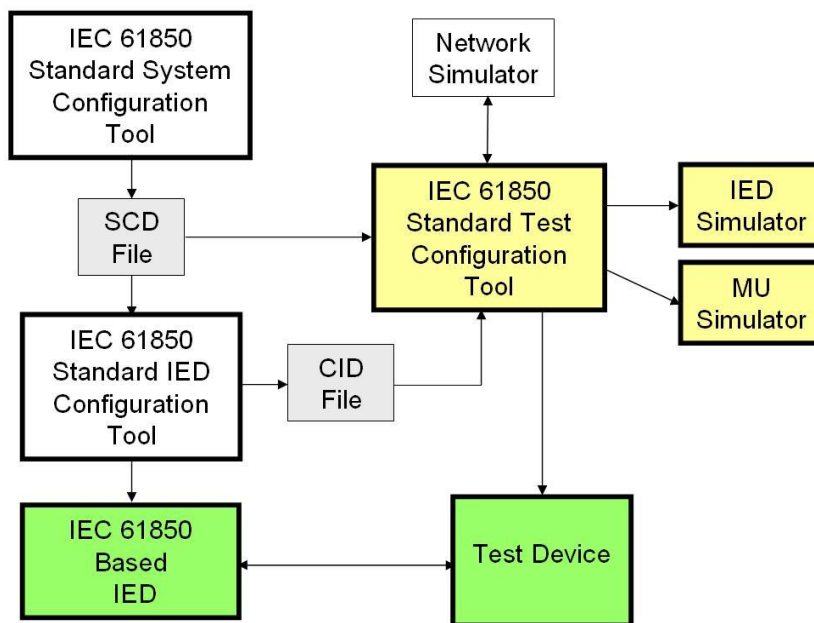 IEC 61850
Standard System
Configuration
Tool
Network
Simulator
IEC 61850
Standard Test
Configuration
Tool
IED
Simulator
SCD
File
MU
Simulator
IEC 61850
Standard IED
Configuration
Tool
CID
File
IEC 61850
Based
IED
Test Device